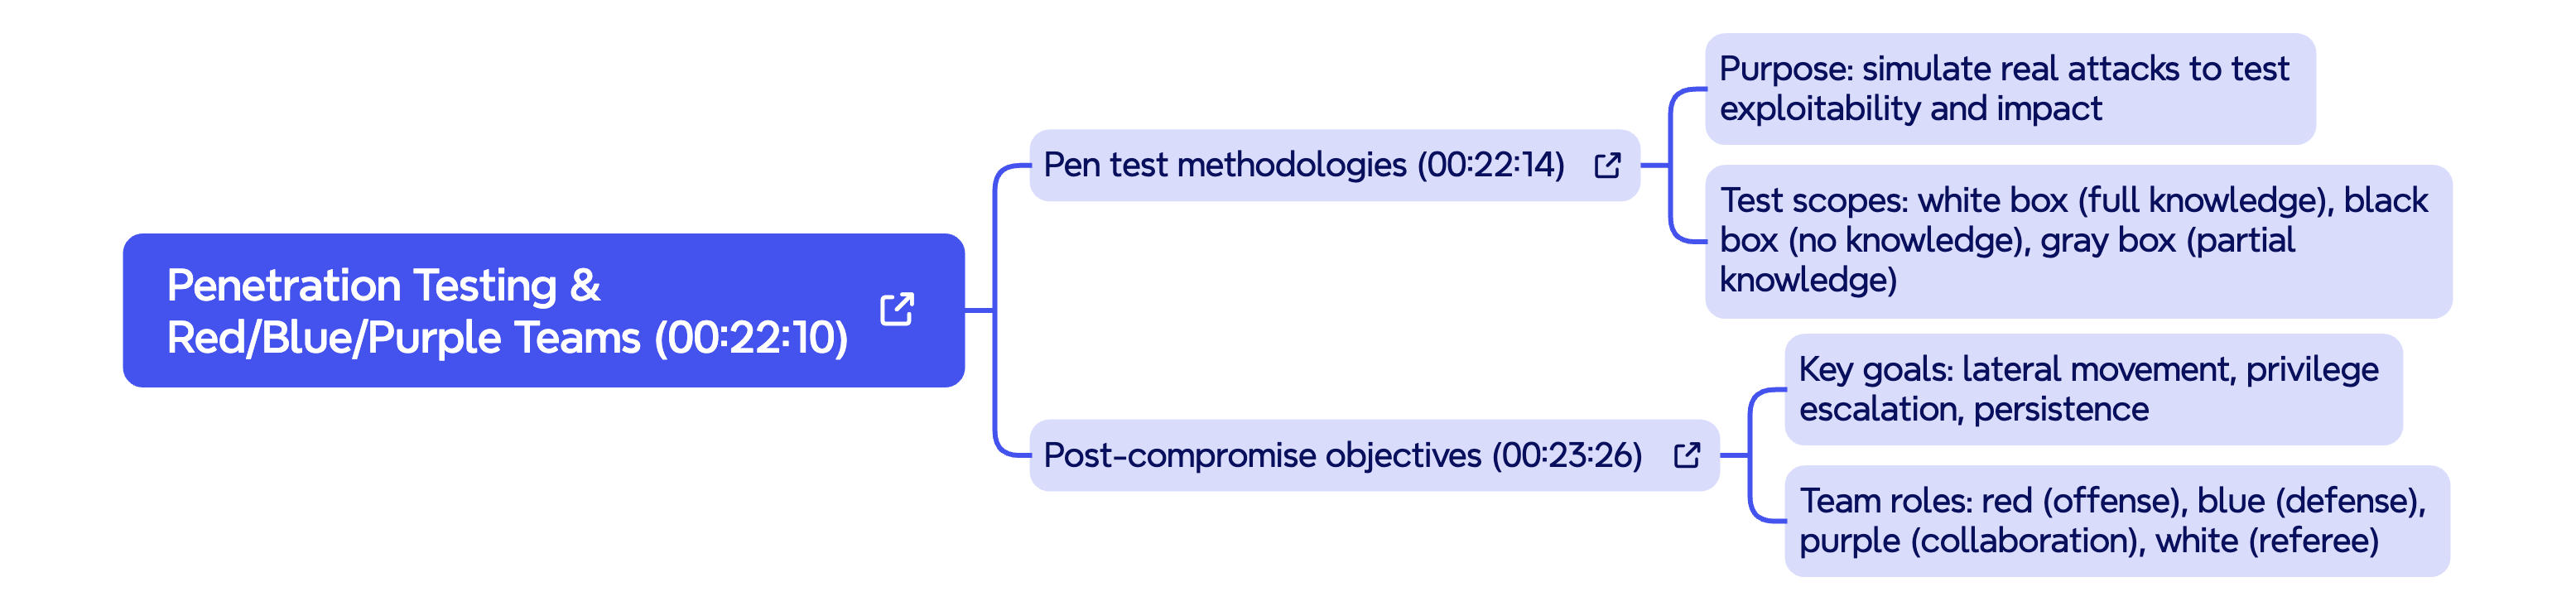 Penetration Testing &
Red/Blue/Purple Teams (00:22:10)
Pen test methodologies (00:22:14)
Purpose: simulate real attacks to test
exploitability and impact
Test scopes: white box (full knowledge), black
box (no knowledge), gray box (partial
knowledge)
Post-compromise objectives (00:23:26)
Key goals: lateral movement, privilege
escalation, persistence
Team roles: red (offense), blue (defense),
purple (collaboration), white (referee)